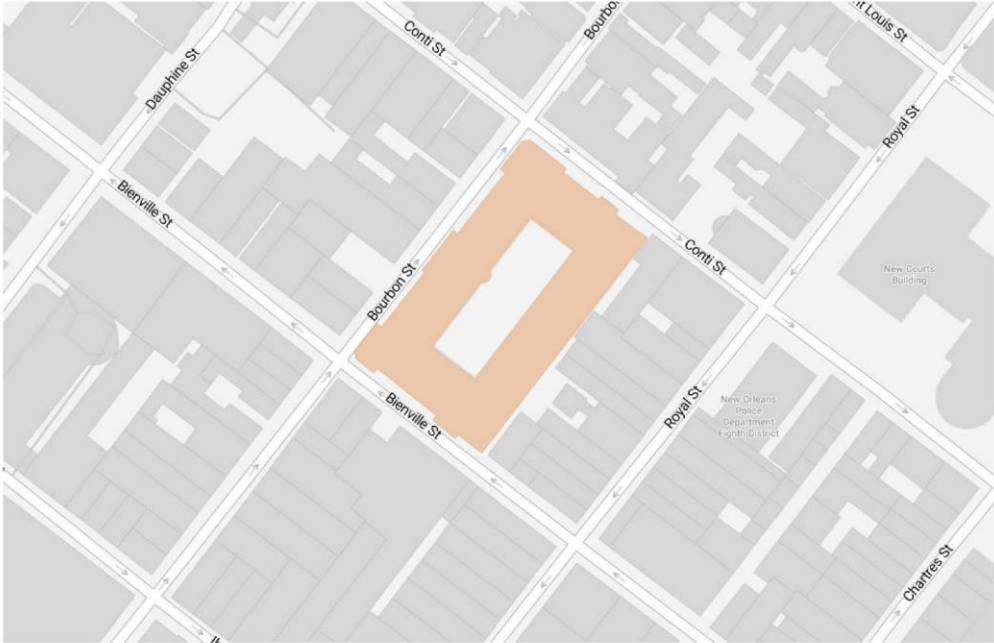 Conti St
Bourbo
nt Louis St
Dauphine St
Royal St
Bienville St
Conti St
New Courts
Building
Bourbon St
Royal St
New Orleans
Police
Department
Eighth District
Bienville St
Chartres St